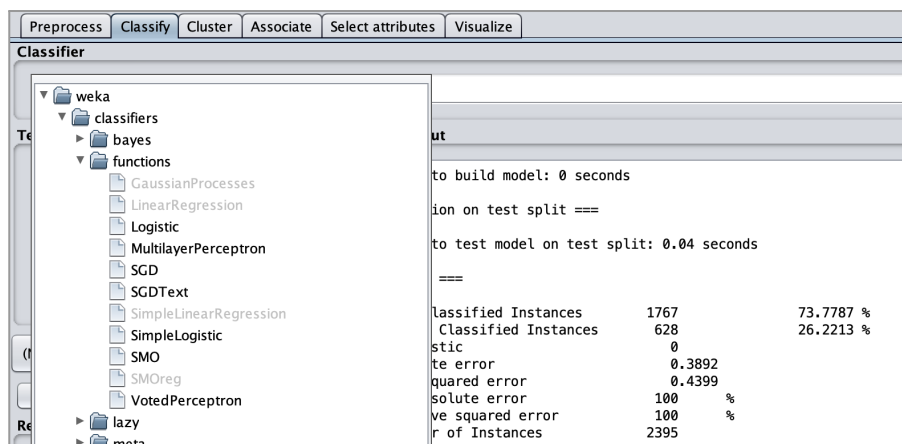 Preprocess Classify Cluster Associate Select attributes Visualize
Classifier
weka
classifiers
bayes
functions
GaussianProcesses
LinearRegression
Logistic
MultilayerPerceptron
SGD
SGDText
SimpleLinearRegression
SimpleLogistic
SMO
SMOreg
VotedPerceptron
lazy
meta
Te
(N
Re
ut
to build model: 0 seconds
ion on test split ===
to test model on test split: 0.04 seconds
===
lassified Instances 1767 73.7787 %
Classified Instances 628 26.2213 %
stic 0
te error 0.3892
quared error 0.4399
solute error 100 %
ve squared error 100 %
r of Instances 2395